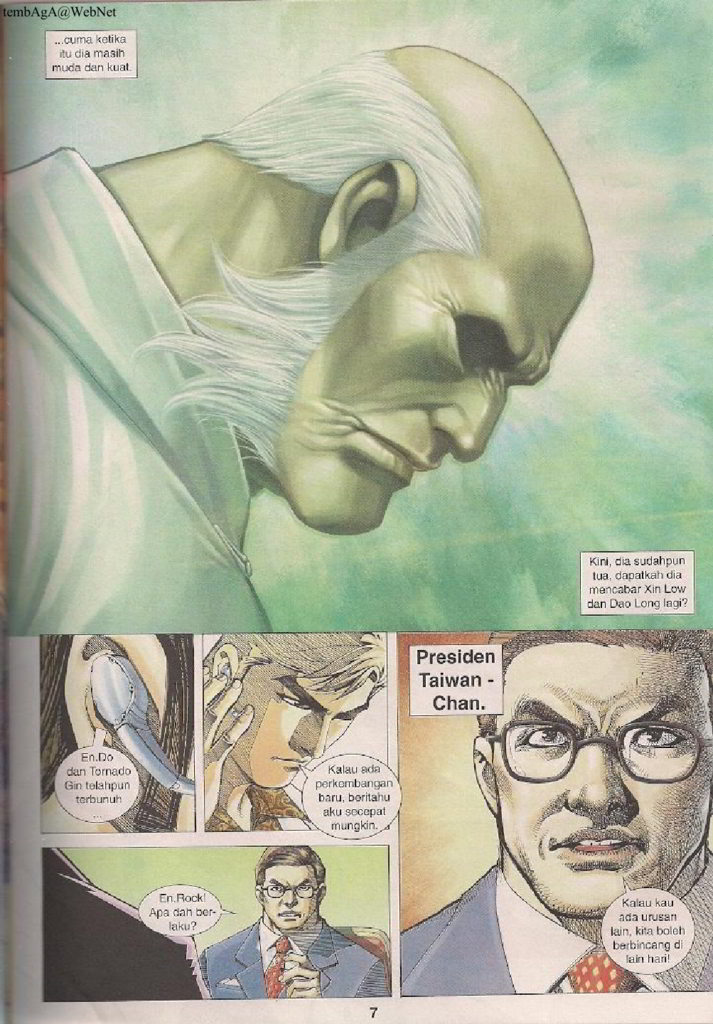 tembAgA@WebNet
...cuma ketika
itu dia masih
muda dan kuat.
Kini, dia sudahpun
tua, dapatkah dia
mencabar Xin Low
dan Dao Long lagi?
En.Do
dan Tornado
Gin telahpun
terbunuh
...
Kalau ada
perkembangan
baru, beritahu
aku secepat
mungkin.
Presiden
Taiwan -
Chan.
En.Rock!
Apa dah ber-
laku?
Kalau kau
ada urusan
lain, kita boleh
berbincang di
lain hari!
7